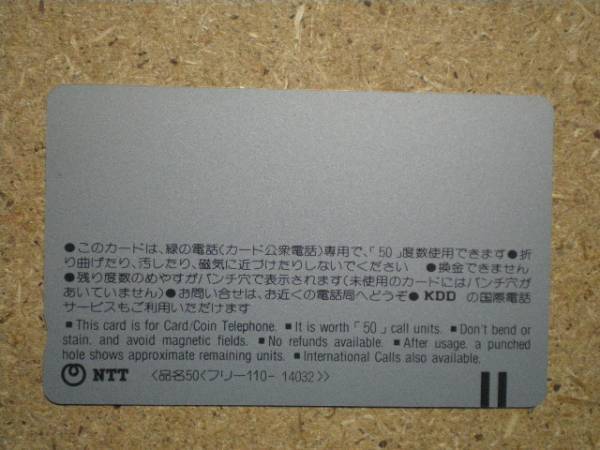 ●このカードは、緑の電話(カード公衆電話)専用で、「50」度数使用できます●折
り曲げたり、汚したり、磁気に近づけたりしないでください ●換金できません
●残り度数のめやすがパンチ穴で表示されます(未使用のカードにはパンチ穴が
あいていません)●お問い合せは、お近くの電話局へどうぞ● KDD の国際電話
サービスもご利用いただけます
■ This card is for Card/Coin Telephone. ■ It is worth「50」call units. ■ Don't bend or
stain, and avoid magnetic fields. ■ No refunds available. ■ After usage, a punched
hole shows approximate remaining units. ■ International Calls also available.
NTT 〈品名50〈フリー110- 14032〉〉